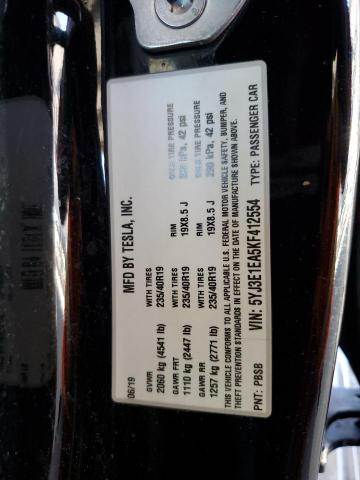 MFD BY TESLA, INC.
06/19
GVWR
2060 kg (4541 lb)
GAWR FRT
1110 kg (2447 lb)
WITH TIRES
235/40R19
RIM
19X8.5 J
COLD TIRE PRESSURE
290 kPa, 42 psi
GAWR RR
1257 kg (2771 lb)
WITH TIRES
235/40R19
RIM
19X8.5 J
COLD TIRE PRESSURE
290 kPa, 42 psi
THIS VEHICLE CONFORMS TO ALL APPLICABLE U.S. FEDERAL MOTOR VEHICLE SAFETY, BUMPER, AND
THEFT PREVENTION STANDARDS IN EFFECT ON THE DATE OF MANUFACTURE SHOWN ABOVE.
VIN: 5YJ3E1EA5KF412554
TYPE: PASSENGER CAR
PNT: PBSB